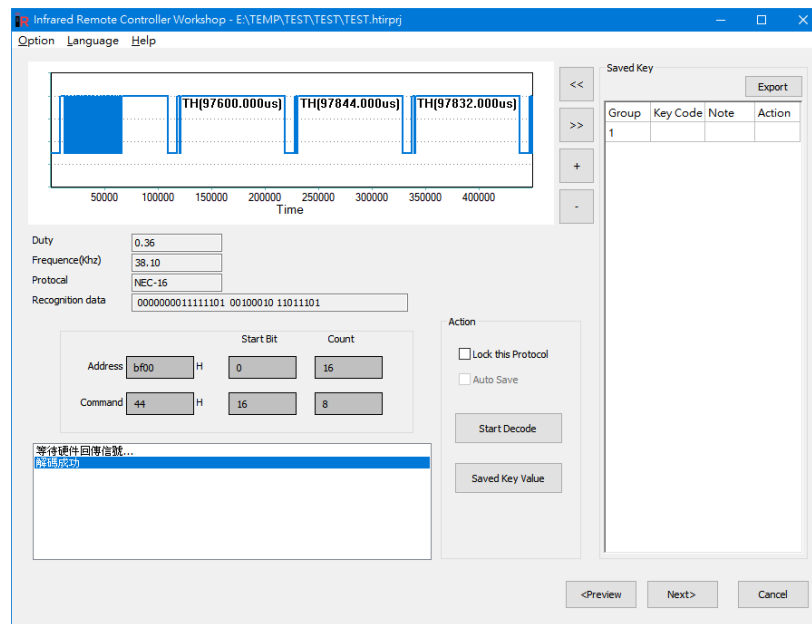 Infrared Remote Controller Workshop - E:\TEMP\TEST\TEST\TEST.htirprj
Option Language Help
TH(97600.000us) TH(97844.000us) TH(97832.000us)
50000 100000 150000 200000 250000 300000 350000 400000
Time
<<
>>
+
-
Saved Key
Export
Group Key Code Note Action
1
Duty 0.36
Frequence(Khz) 38.10
Protocal NEC-16
Recognition data 0000000011111101 00100010 11011101
Start Bit Count
Address bf00 H 0 16
Command 44 H 16 8
Action
Lock this Protocol
Auto Save
Start Decode
Saved Key Value
等待硬件回傳信號...
解碼成功
<Preview Next> Cancel